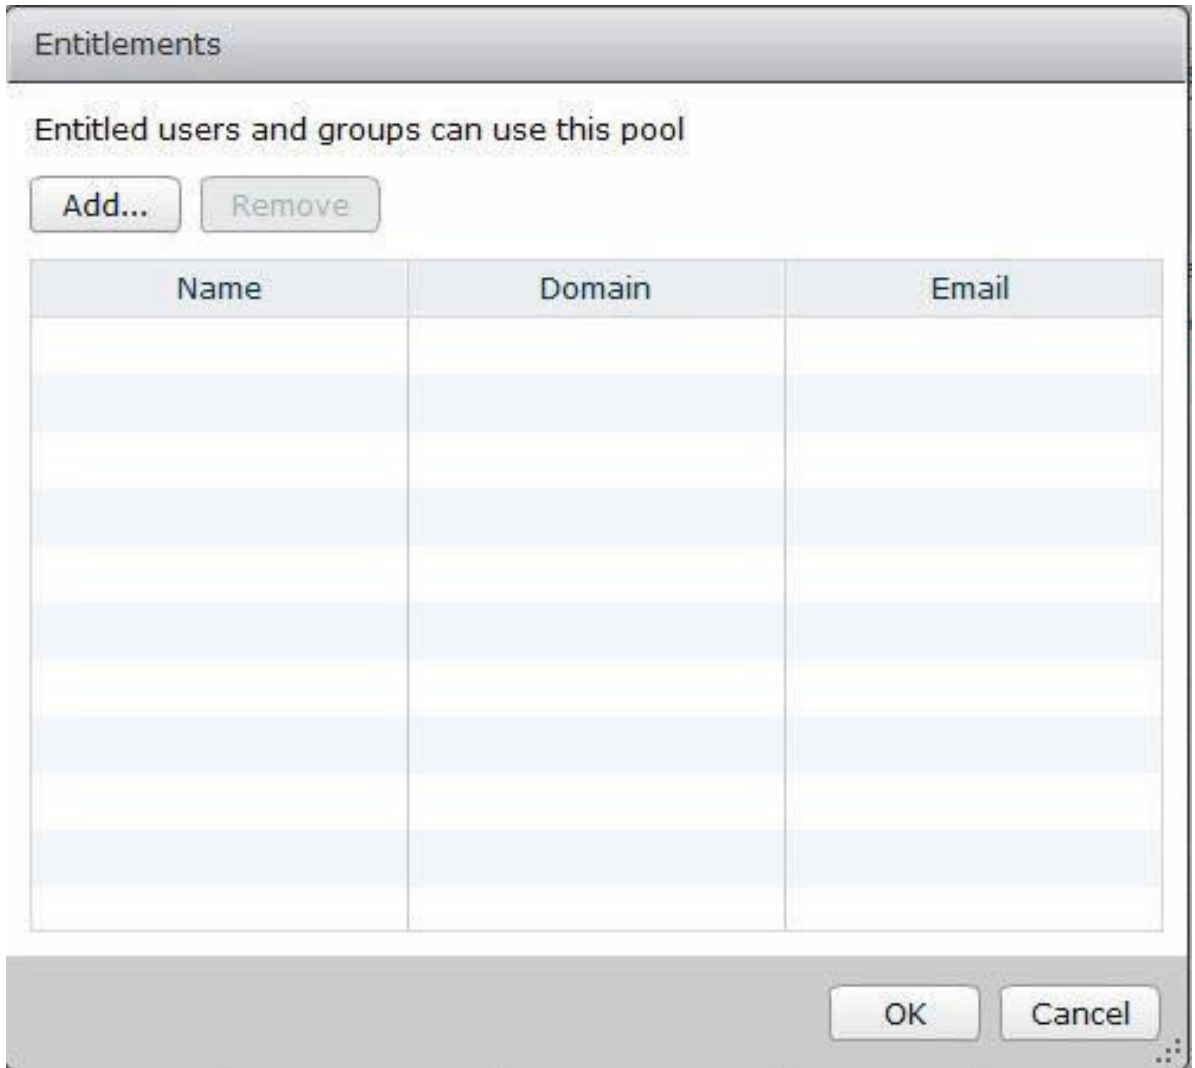 Entitlements
Entitled users and groups can use this pool
Add... Remove
Name Domain Email
OK Cancel